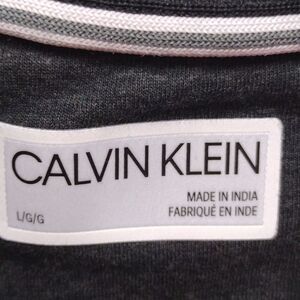 CALVIN KLEIN
MADE IN INDIA
L/G/G
FABRIQUÉ EN INDE